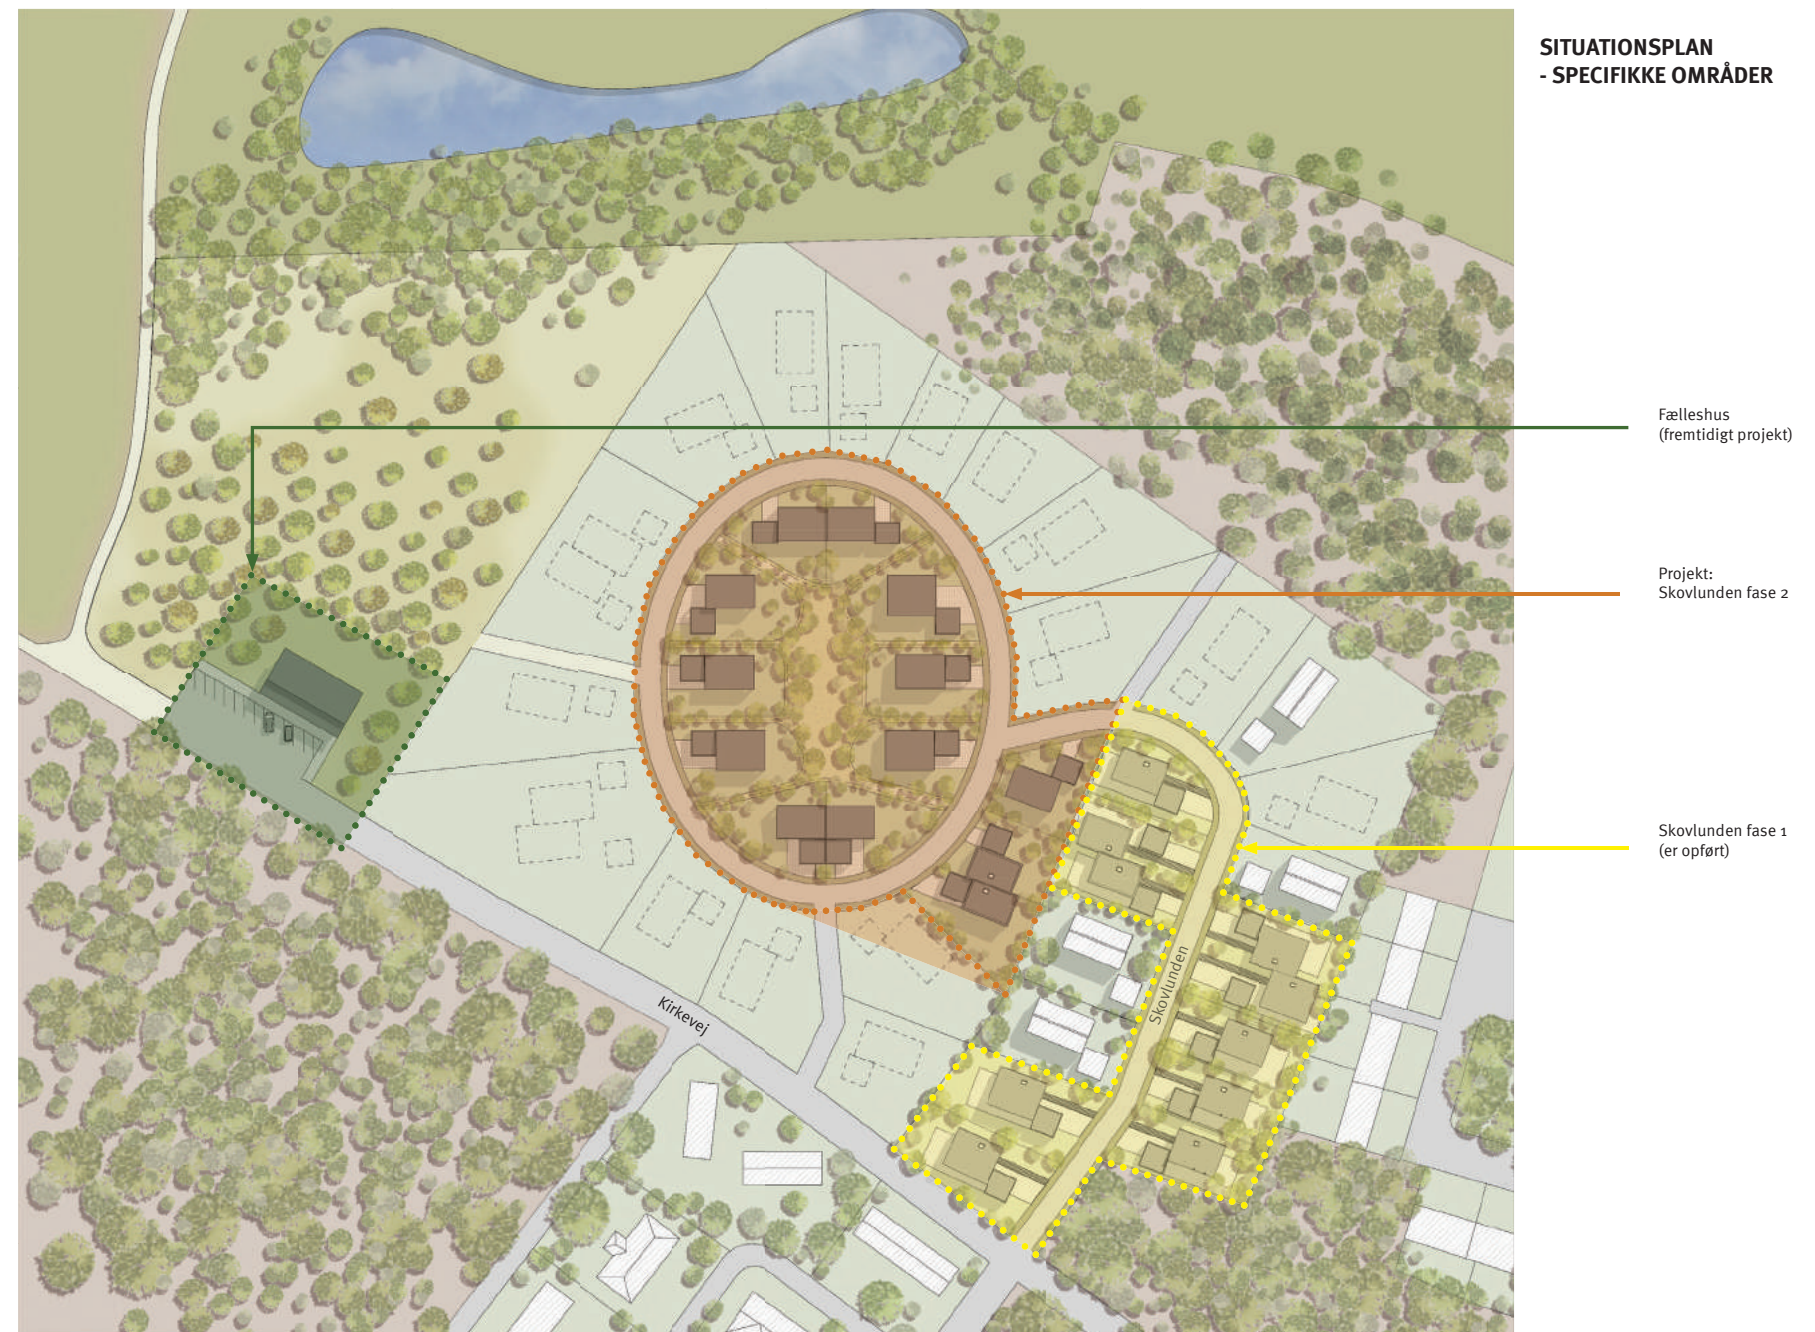 SITUATIONSPLAN
- SPECIFIKKE OMRÅDER
Fælleshus
(fremtidigt projekt)
Projekt:
Skovlunden fase 2
Skovlunden fase 1
(er opført)
Skovlunden
Kirkevej